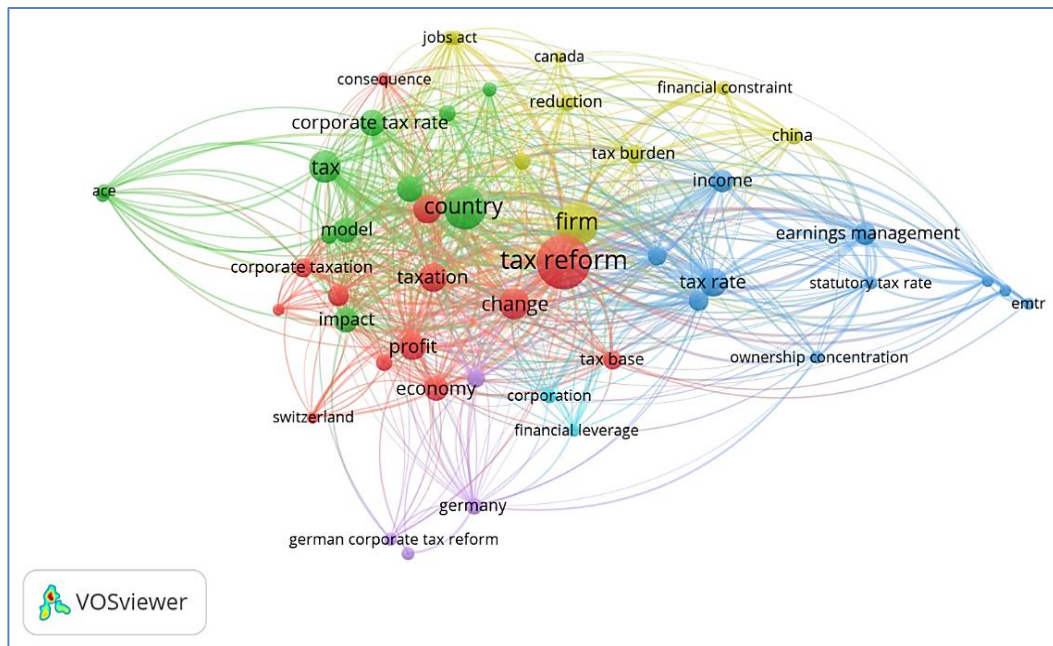 jobs act
canada
consequence
financial constraint
reduction
corporate tax rate
china
tax burden
tax
income
ace
country
firm
model
earnings management
tax reform
corporate taxation
taxation
tax rate
statutory tax rate
change
emtr
impact
profit
tax base
ownership concentration
economy
corporation
switzerland
financial leverage
germany
german corporate tax reform
VOSviewer